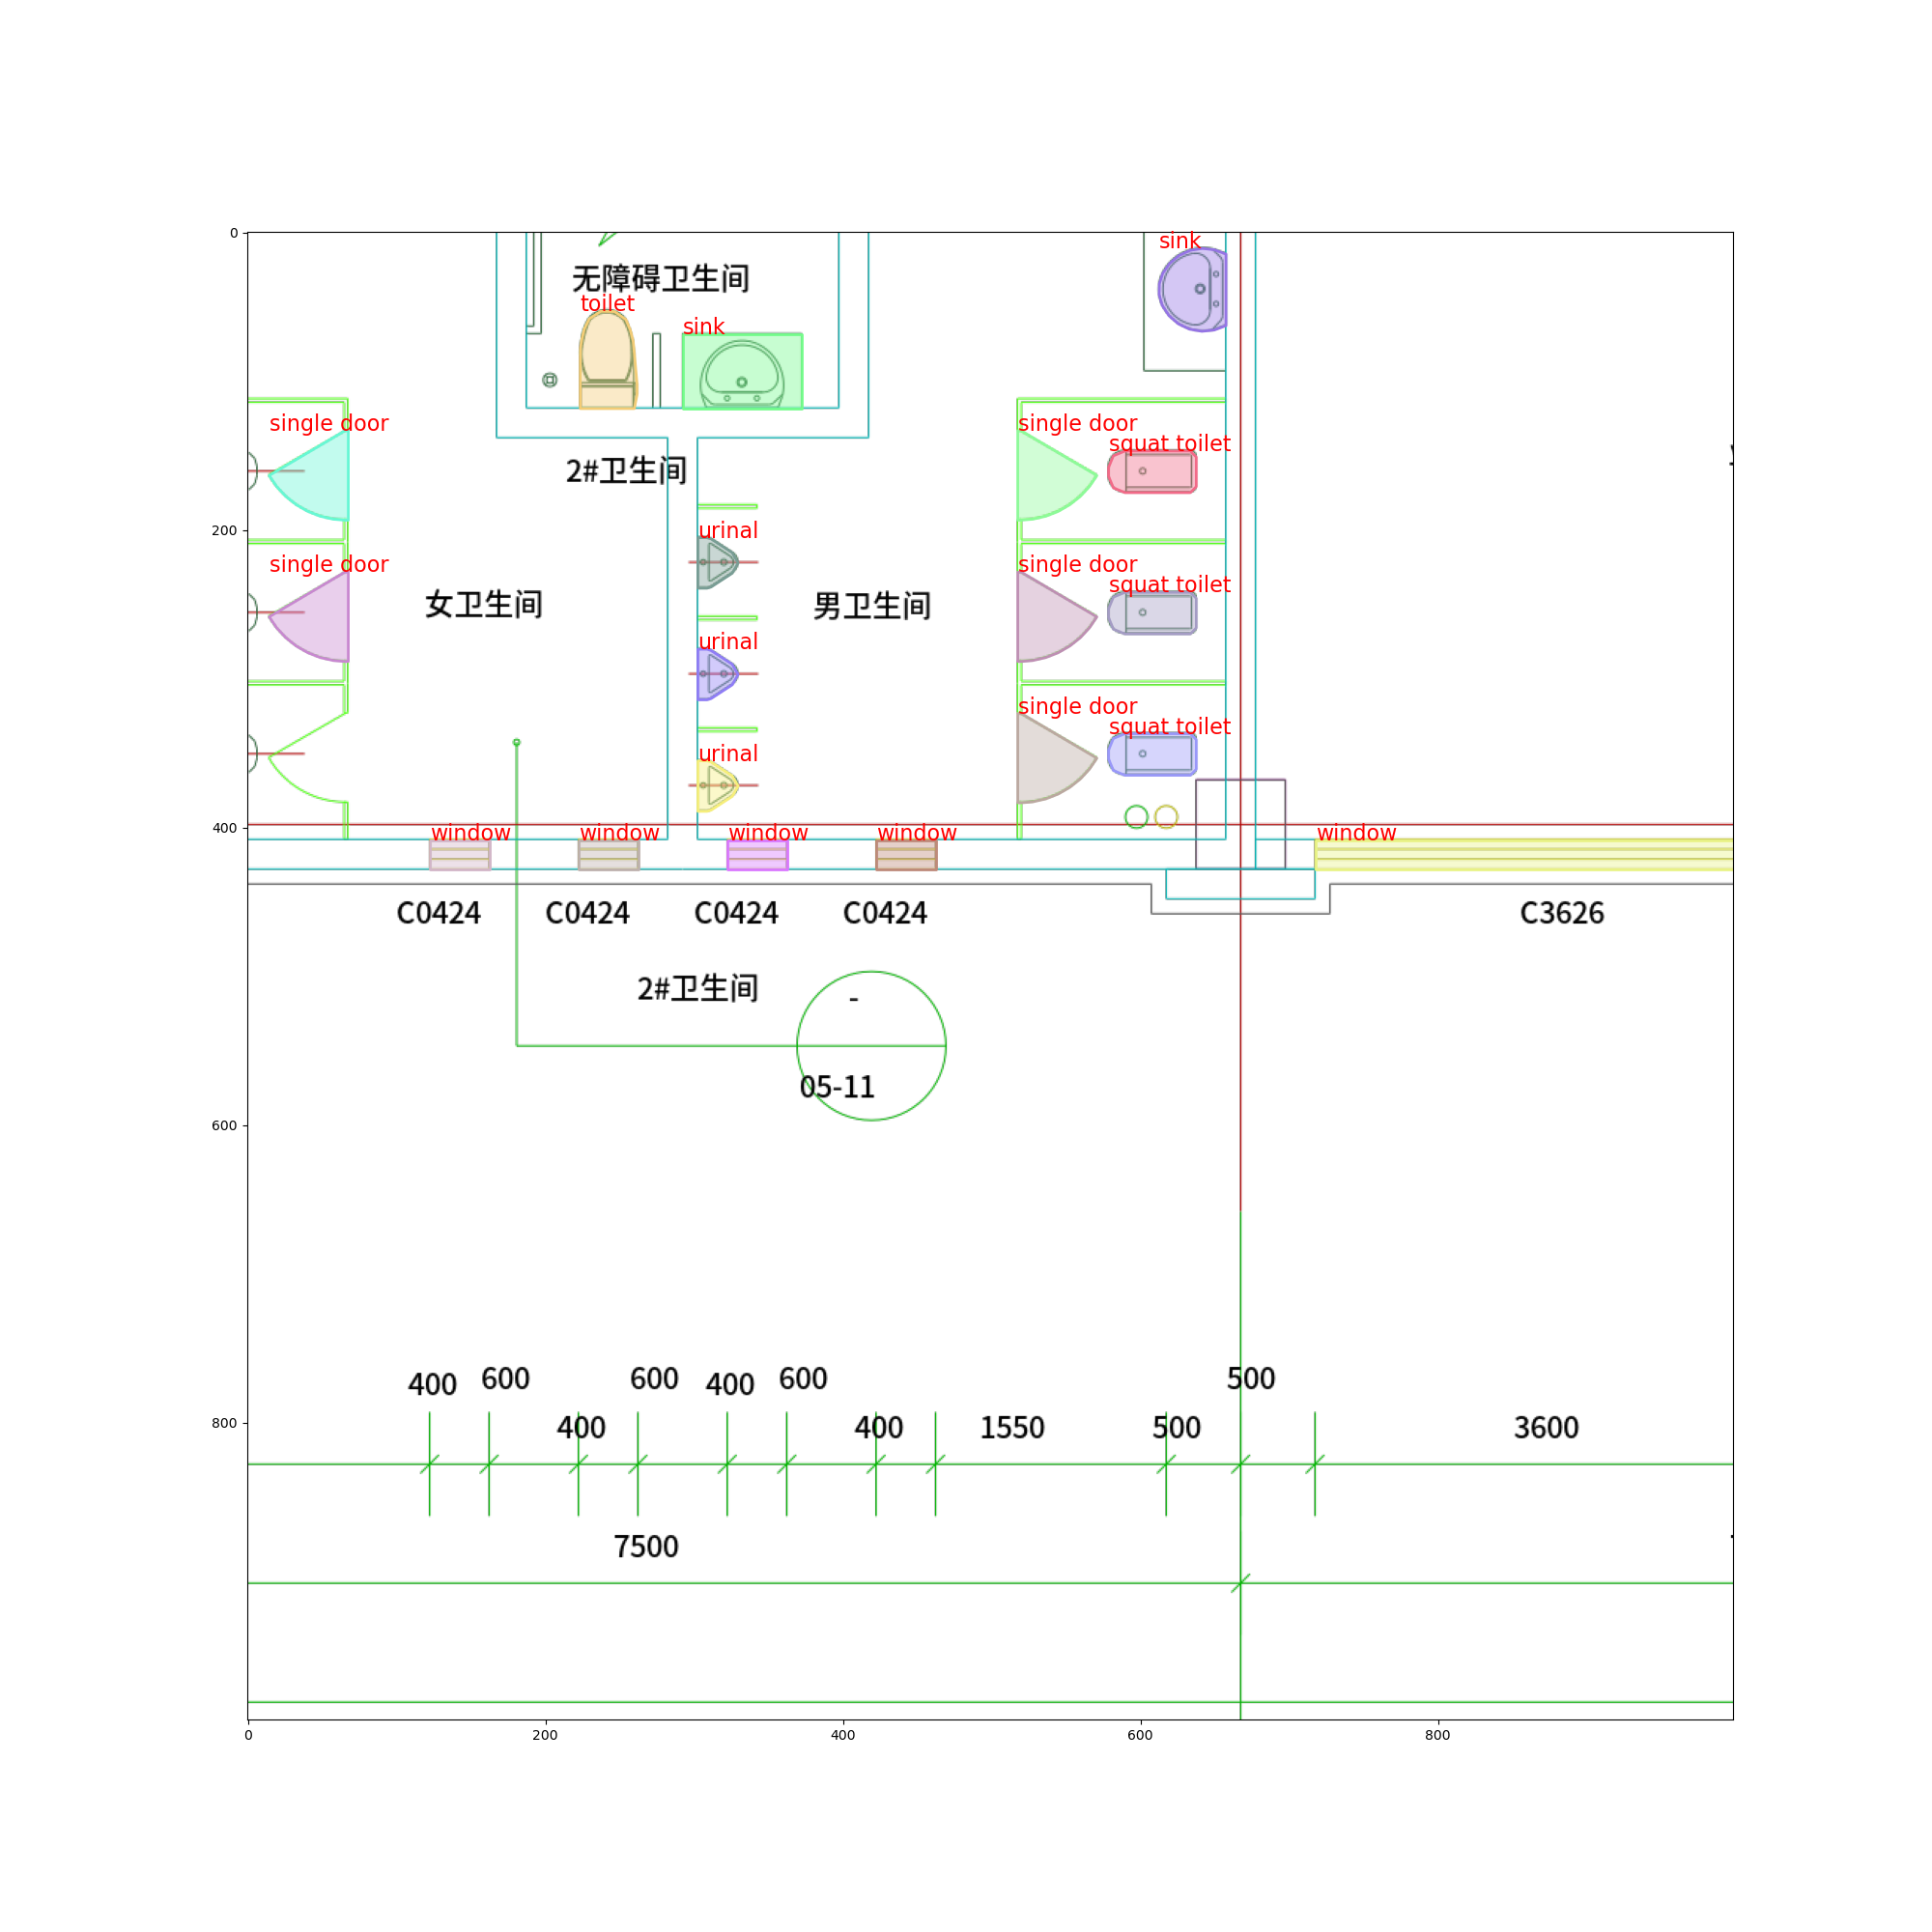 0
sink
无障碍卫生间
toilet
sink
single door
single door
squat toilet
2#卫生间
200
urinal
single door
single door
squat toilet
女卫生间
男卫生间
urinal
single door
squat toilet
urinal
400
window
window
window
window
window
C0424
C0424
C0424
C0424
C3626
2#卫生间
-
05-11
600
400
600
600
400
600
500
800
400
400
1550
500
3600
7500
0
200
400
600
800